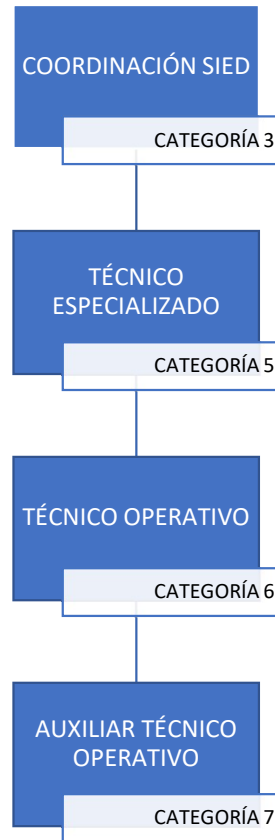 COORDINACIÓN SIED
CATEGORÍA 3
TÉCNICO
ESPECIALIZADO
CATEGORÍA 5
TÉCNICO OPERATIVO
CATEGORÍA 6
AUXILIAR TÉCNICO
OPERATIVO
CATEGORÍA 7